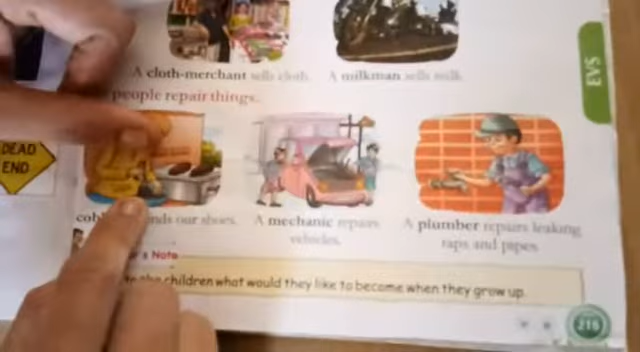 A cloth-merchant sells cloth. A milkman sells milk.
people repair things.
DEAD
END
EVS
nds our shoes. A mechanic repairs
vehicles.
A plumber repairs leaking
taps and pipes
's Note
children what would they like to become when they grow up.
216